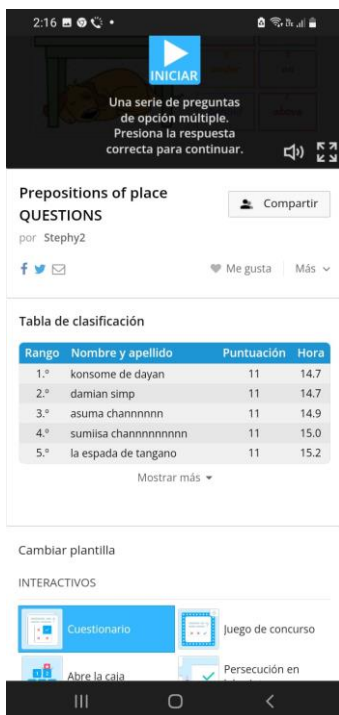 2:16
INICIAR
Una serie de preguntas
de opción múltiple.
Presiona la respuesta
correcta para continuar.
Prepositions of place
QUESTIONS
Compartir
por Stephy2
Me gusta
Más
Tabla de clasificación
Rango Nombre y apellido Puntuación Hora
1.º konsome de dayan 11 14.7
2.º damian simp 11 14.7
3.º asuma channnnnn 11 14.9
4.º sumiisa channnnnnnnn 11 15.0
5.º la espada de tangano 11 15.2
Mostrar más
Cambiar plantilla
INTERACTIVOS
Cuestionario
Juego de concurso
Abre la caja
Persecución en